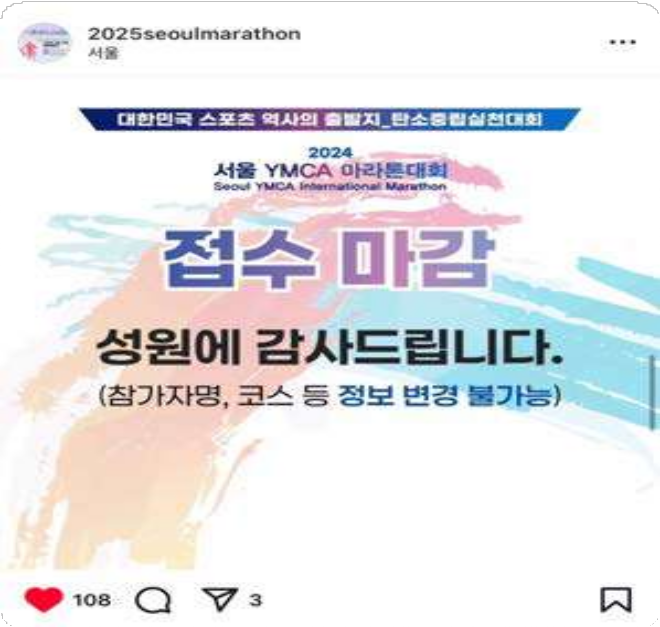 2025seoulmarathon
서울
대한민국 스포츠 역사의 출발지_탄소중립실천대회
2024
서울 YMCA 마라톤대회
Seoul YMCA International Marathon
접수 마감
성원에 감사드립니다.
(참가자명, 코스 등 정보 변경 불가능)
108
3